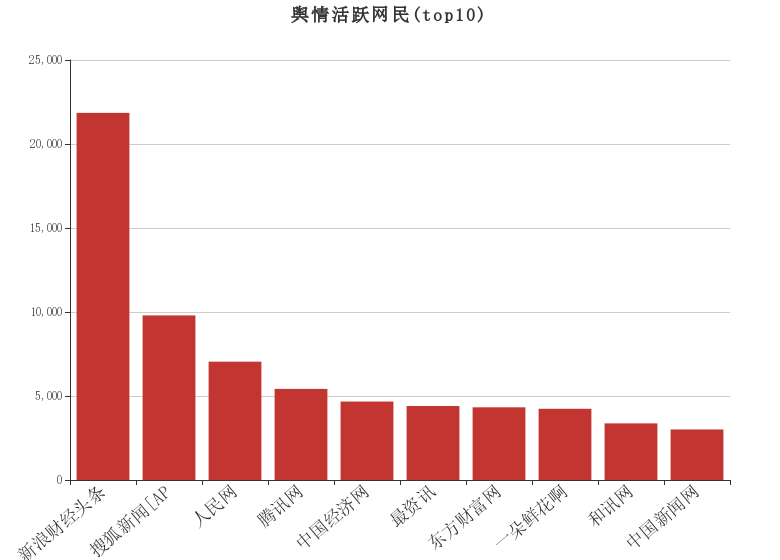 舆情活跃网民(top10)
25,000
20,000
15,000
10,000
5,000
0
新浪财经头条
搜狐新闻[AP
人民网
腾讯网
中国经济网
最资讯
东方财富网
一朵鲜花啊
和讯网
中国新闻网